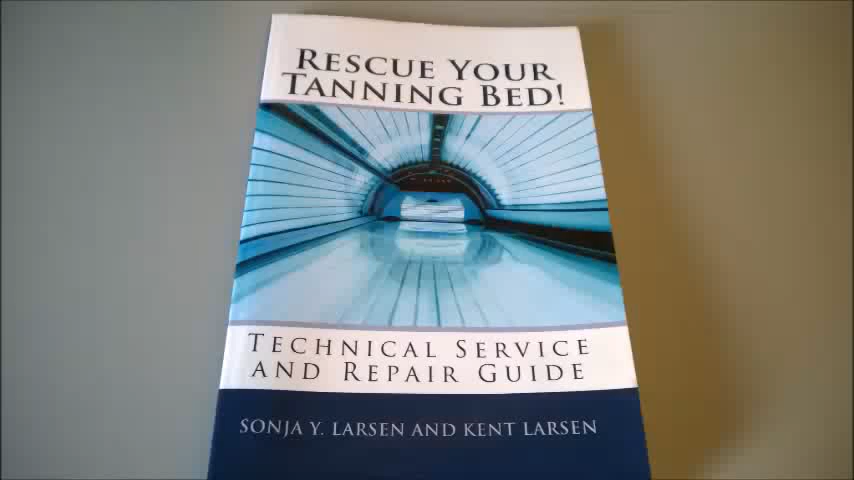 Rescue Your
Tanning Bed!
Technical Service
and Repair Guide
Sonja Y. Larsen and Kent Larsen